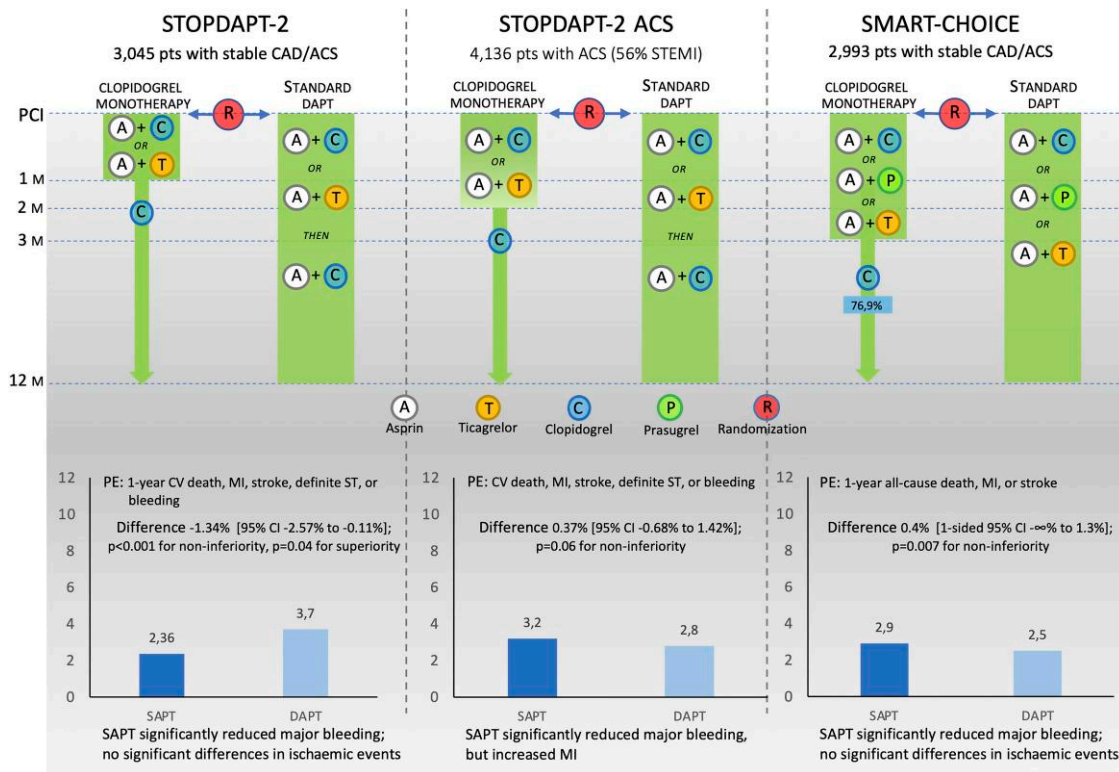 STOPDAPT-2
3,045 pts with stable CAD/ACS
CLOPIDOGREL
MONOTHERAPY
R
STANDARD
DAPT
A + C
OR
A + T
C
A + C
OR
A + T
THEN
A + C
STOPDAPT-2 ACS
4,136 pts with ACS (56% STEMI)
CLOPIDOGREL
MONOTHERAPY
R
STANDARD
DAPT
A + C
OR
A + T
C
A + C
OR
A + T
THEN
A + C
SMART-CHOICE
2,993 pts with stable CAD/ACS
CLOPIDOGREL
MONOTHERAPY
R
STANDARD
DAPT
A + C
OR
A + P
OR
A + T
C
76,9%
A + C
OR
A + P
OR
A + T
PCI
1 M
2 M
3 M
12 M
A
Asprin
T
Ticagrelor
C
Clopidogrel
P
Prasugrel
R
Randomization
PE: 1-year CV death, MI, stroke, definite ST, or
bleeding
Difference -1.34% [95% CI -2.57% to -0.11%];
p<0.001 for non-inferiority, p=0.04 for superiority
12
10
8
6
4
2
0
2,36
3,7
SAPT
DAPT
SAPT significantly reduced major bleeding;
no significant differences in ischaemic events
PE: CV death, MI, stroke, definite ST, or bleeding
Difference 0.37% [95% CI -0.68% to 1.42%];
p=0.06 for non-inferiority
12
10
8
6
4
2
0
3,2
2,8
SAPT
DAPT
SAPT significantly reduced major bleeding,
but increased MI
PE: 1-year all-cause death, MI, or stroke
Difference 0.4% [1-sided 95% CI -∞% to 1.3%];
p=0.007 for non-inferiority
12
10
8
6
4
2
0
2,9
2,5
SAPT
DAPT
SAPT significantly reduced major bleeding;
no significant differences in ischaemic events